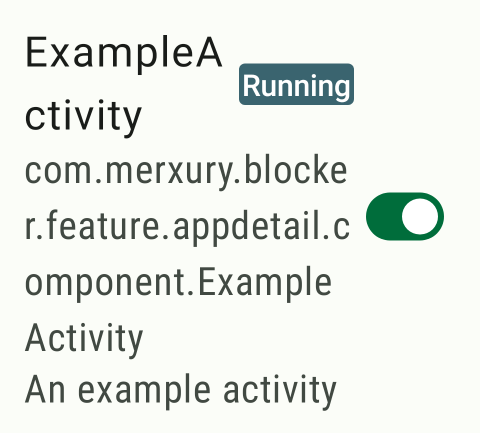 ExampleA
Running
ctivity
com.merxury.blocke
r.feature.appdetail.c
omponent.Example
Activity
An example activity